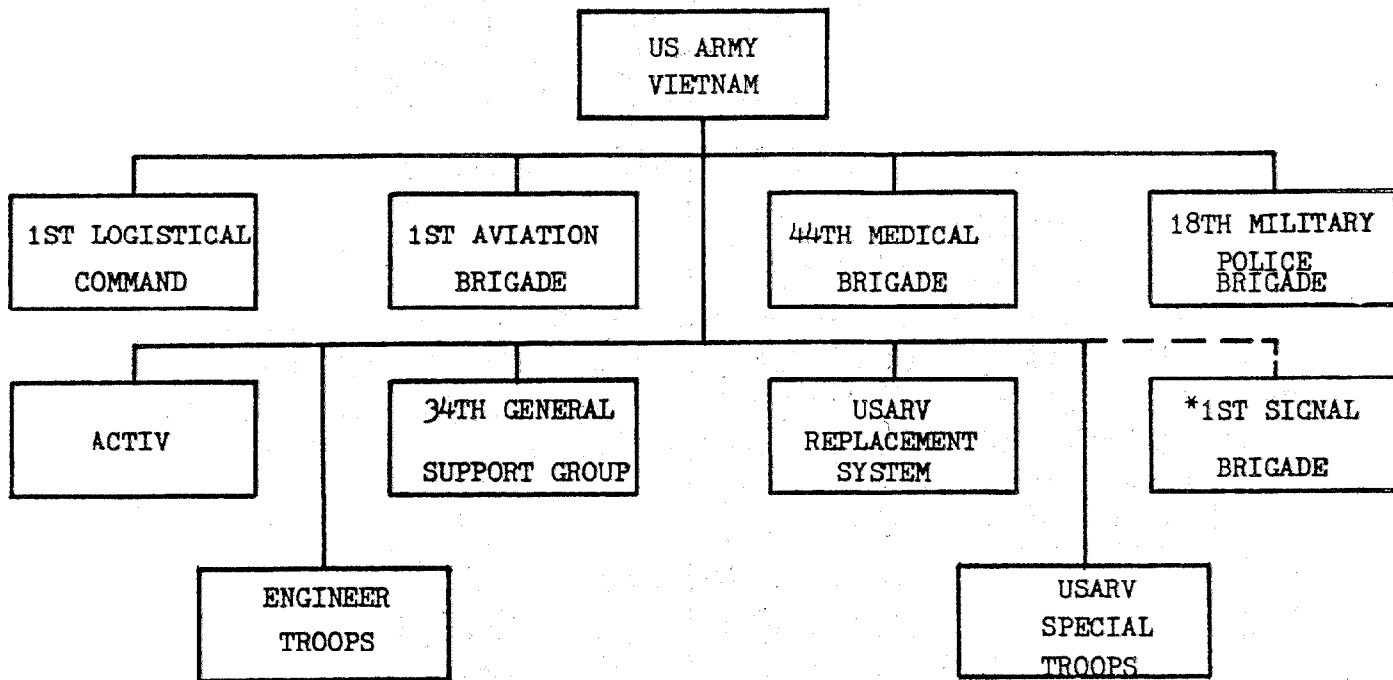 US ARMY
VIETNAM
1ST LOGISTICAL
COMMAND
1ST AVIATION
BRIGADE
44TH MEDICAL
BRIGADE
18TH MILITARY
POLICE
BRIGADE
ACTIV
34TH GENERAL
SUPPORT GROUP
USARV
REPLACEMENT
SYSTEM
*1ST SIGNAL
BRIGADE
ENGINEER
TROOPS
USARV
SPECIAL
TROOPS